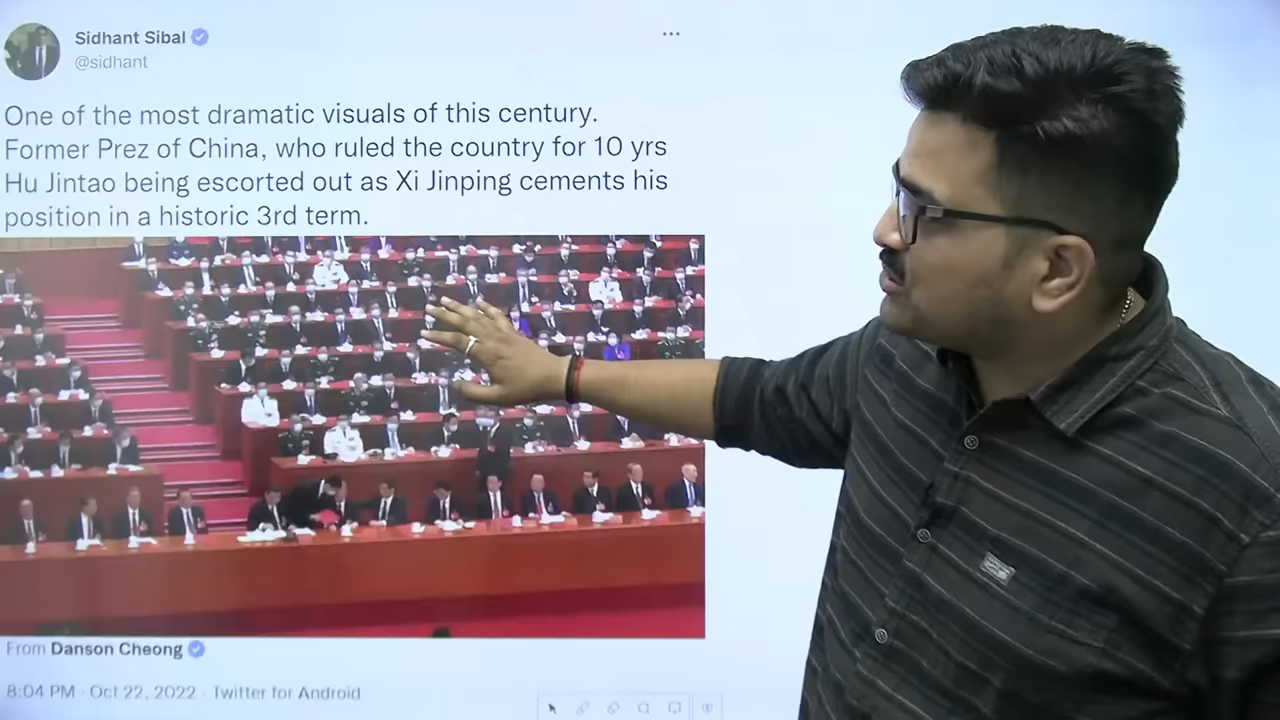 Sidhant Sibal
@sidhant
One of the most dramatic visuals of this century.
Former Prez of China, who ruled the country for 10 yrs
Hu Jintao being escorted out as Xi Jinping cements his
position in a historic 3rd term.
From Danson Cheong
8:04 PM · Oct 22, 2022 · Twitter for Android